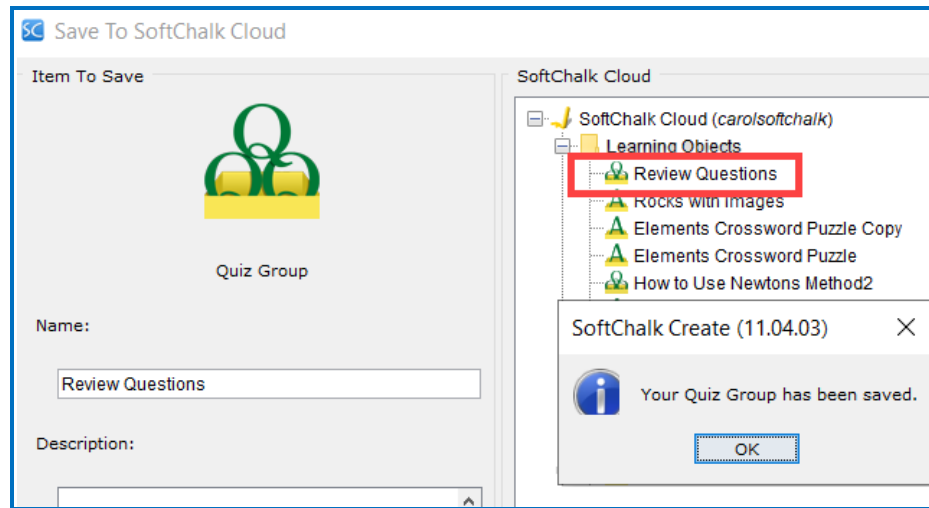 SC Save To SoftChalk Cloud
Item To Save
Quiz Group
Name:
Review Questions
Description:
SoftChalk Cloud
SoftChalk Cloud (carolsoftchalk)
Learning Objects
Review Questions
Rocks with Images
Elements Crossword Puzzle Copy
Elements Crossword Puzzle
How to Use Newtons Method2
SoftChalk Create (11.04.03)
Your Quiz Group has been saved.
OK